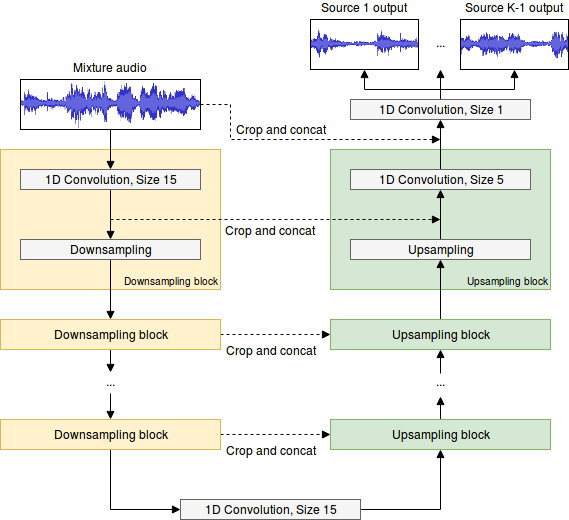 Source 1 output
Source K-1 output
...
Mixture audio
1D Convolution, Size 1
Crop and concat
1D Convolution, Size 15
1D Convolution, Size 5
Crop and concat
Downsampling
Upsampling
Downsampling block
Upsampling block
Downsampling block
Upsampling block
Crop and concat
...
...
Downsampling block
Upsampling block
Crop and concat
1D Convolution, Size 15